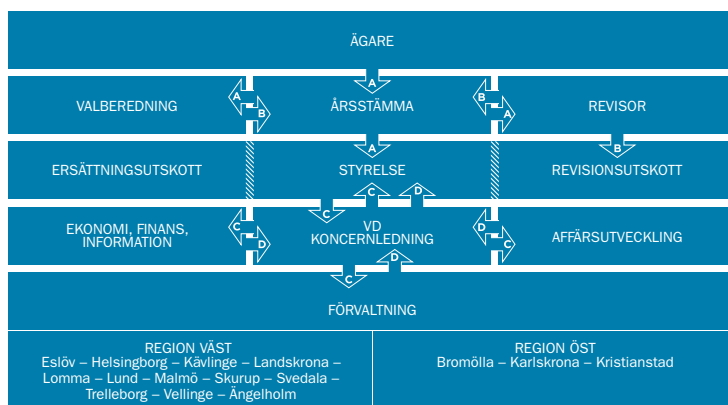 ÄGARE
A
VALBEREDNING
A
B
ÅRSSTÄMMA
B
A
REVISOR
A
B
ERSÄTTNINGSUTSKOTT
STYRELSE
REVISIONSUTSKOTT
C
C
D
EKONOMI, FINANS,
INFORMATION
C
D
VD
KONCERNLEDNING
D
C
AFFÄRSUTVECKLING
C
D
FÖRVALTNING
REGION VÄST
Eslöv – Helsingborg – Kävlinge – Landskrona –
Lomma – Lund – Malmö – Skurup – Svedala –
Trelleborg – Vellinge – Ängelholm
REGION ÖST
Bromölla – Karlskrona – Kristianstad